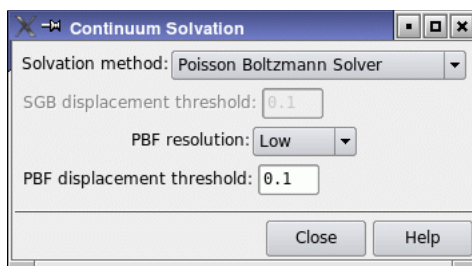 Continuum Solvation
Solvation method: Poisson Boltzmann Solver
SGB displacement threshold: 0.1
PBF resolution: Low
PBF displacement threshold: 0.1
Close Help